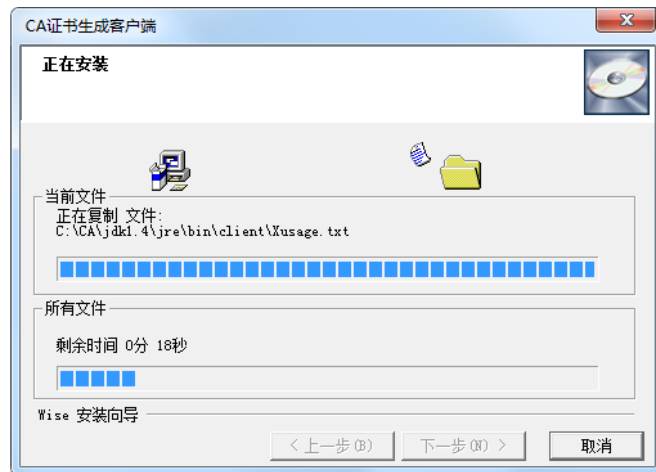 CA证书生成客户端
正在安装
当前文件
正在复制 文件:
C:\CA\jdk1.4\jre\bin\client\Xusage.txt
所有文件
剩余时间 0分 18秒
Wise 安装向导
< 上一步(B)
下一步(N) >
取消